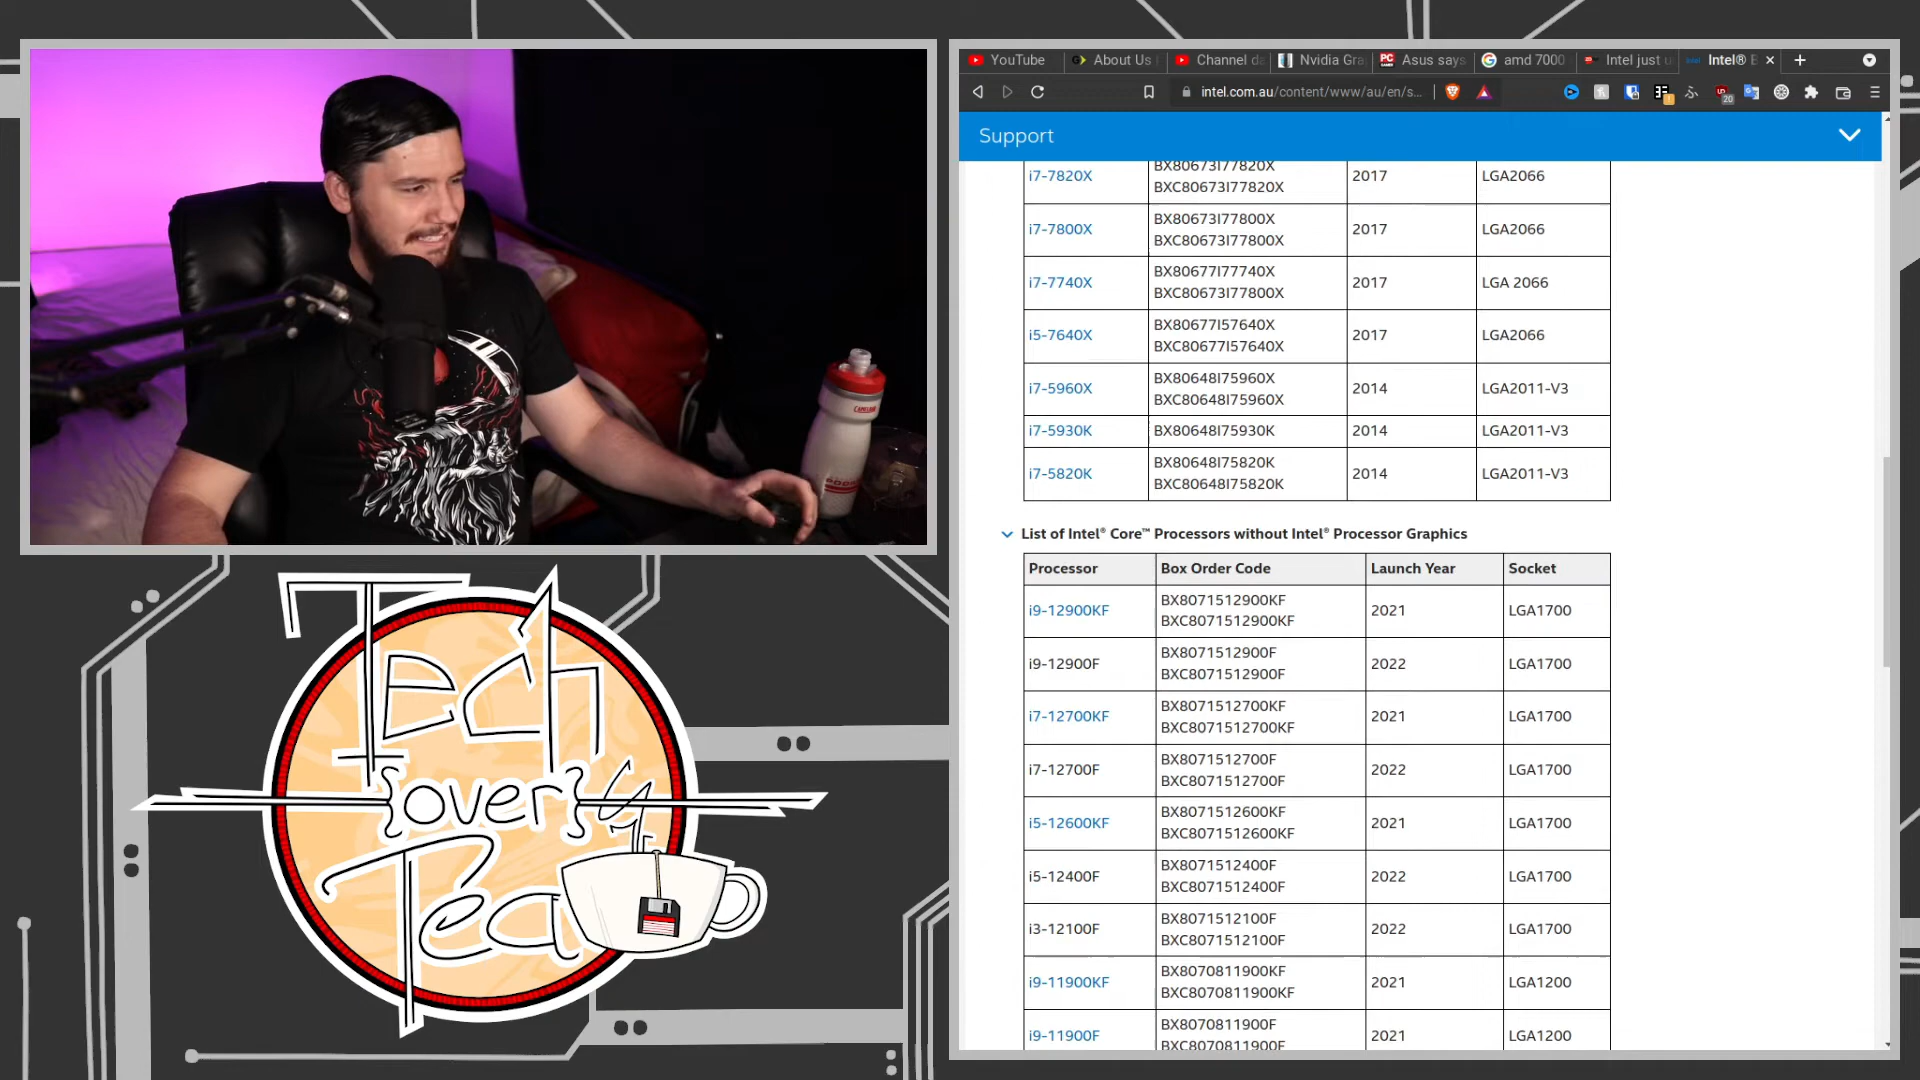 YouTube
About Us
Channel da
Nvidia Gra
Asus says
amd 7000
Intel just u
Intel® B
intel.com.au/content/www/au/en/s...
20
Support
i7-7820X BX80673I77820X 2017 LGA2066
BXC80673I77820X
i7-7800X BX80673I77800X 2017 LGA2066
BXC80673I77800X
i7-7740X BX80677I77740X 2017 LGA 2066
BXC80673I77800X
i5-7640X BX80677I57640X 2017 LGA2066
BXC80677I57640X
i7-5960X BX80648I75960X 2014 LGA2011-V3
BXC80648I75960X
i7-5930K BX80648I75930K 2014 LGA2011-V3
i7-5820K BX80648I75820K 2014 LGA2011-V3
BXC80648I75820K
List of Intel® Core™ Processors without Intel® Processor Graphics
Processor Box Order Code Launch Year Socket
i9-12900KF BX8071512900KF 2021 LGA1700
BXC8071512900KF
i9-12900F BX8071512900F 2022 LGA1700
BXC8071512900F
i7-12700KF BX8071512700KF 2021 LGA1700
BXC8071512700KF
i7-12700F BX8071512700F 2022 LGA1700
BXC8071512700F
i5-12600KF BX8071512600KF 2021 LGA1700
BXC8071512600KF
i5-12400F BX8071512400F 2022 LGA1700
BXC8071512400F
i3-12100F BX8071512100F 2022 LGA1700
BXC8071512100F
i9-11900KF BX8070811900KF 2021 LGA1200
BXC8070811900KF
i9-11900F BX8070811900F 2021 LGA1200
BXC8070811900F
Tech
{over}
Tea
CAMELBAK